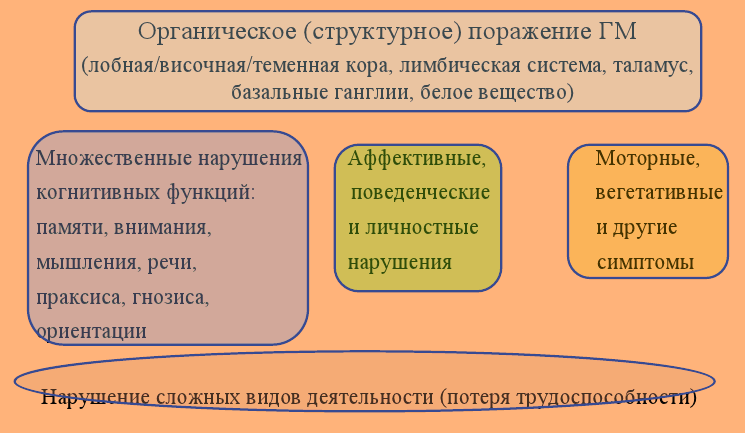 Органическое (структурное) поражение ГМ
(лобная/височная/теменная кора, лимбическая система, таламус,
базальные ганглии, белое вещество)
Множественные нарушения
когнитивных функций:
памяти, внимания,
мышления, речи,
праксиса, гнозиса,
ориентации
Аффективные,
поведенческие
и личностные
нарушения
Моторные,
вегетативные
и другие
симптомы
Нарушение сложных видов деятельности (потеря трудоспособности)